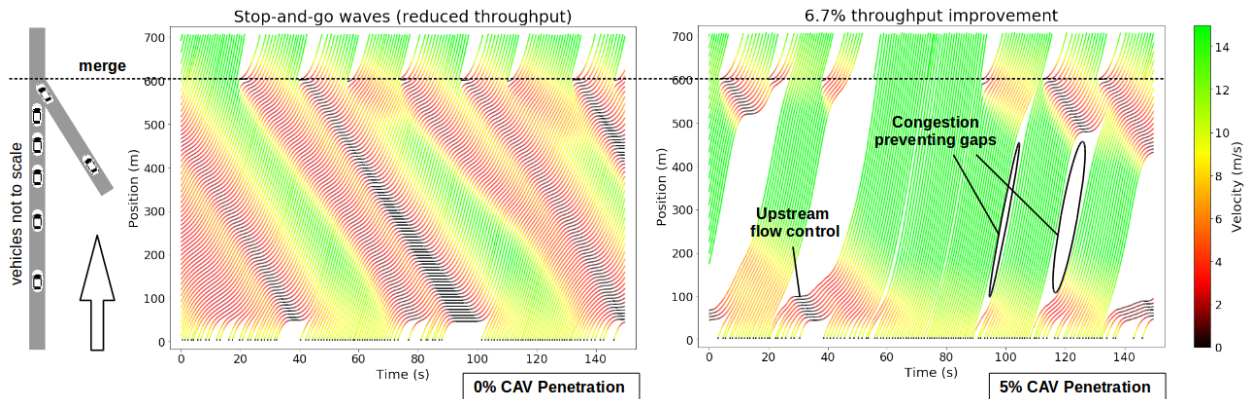 Stop-and-go waves (reduced throughput)
6.7% throughput improvement
merge
vehicles not to scale
Position (m)
700
600
500
400
300
200
100
0
0
20
40
60
80
100
120
140
Time (s)
0% CAV Penetration
Position (m)
700
600
500
400
300
200
100
0
Congestion
preventing gaps
Upstream
flow control
0
20
40
60
80
100
120
140
Time (s)
5% CAV Penetration
14
12
10
8
6
4
2
0
Velocity (m/s)